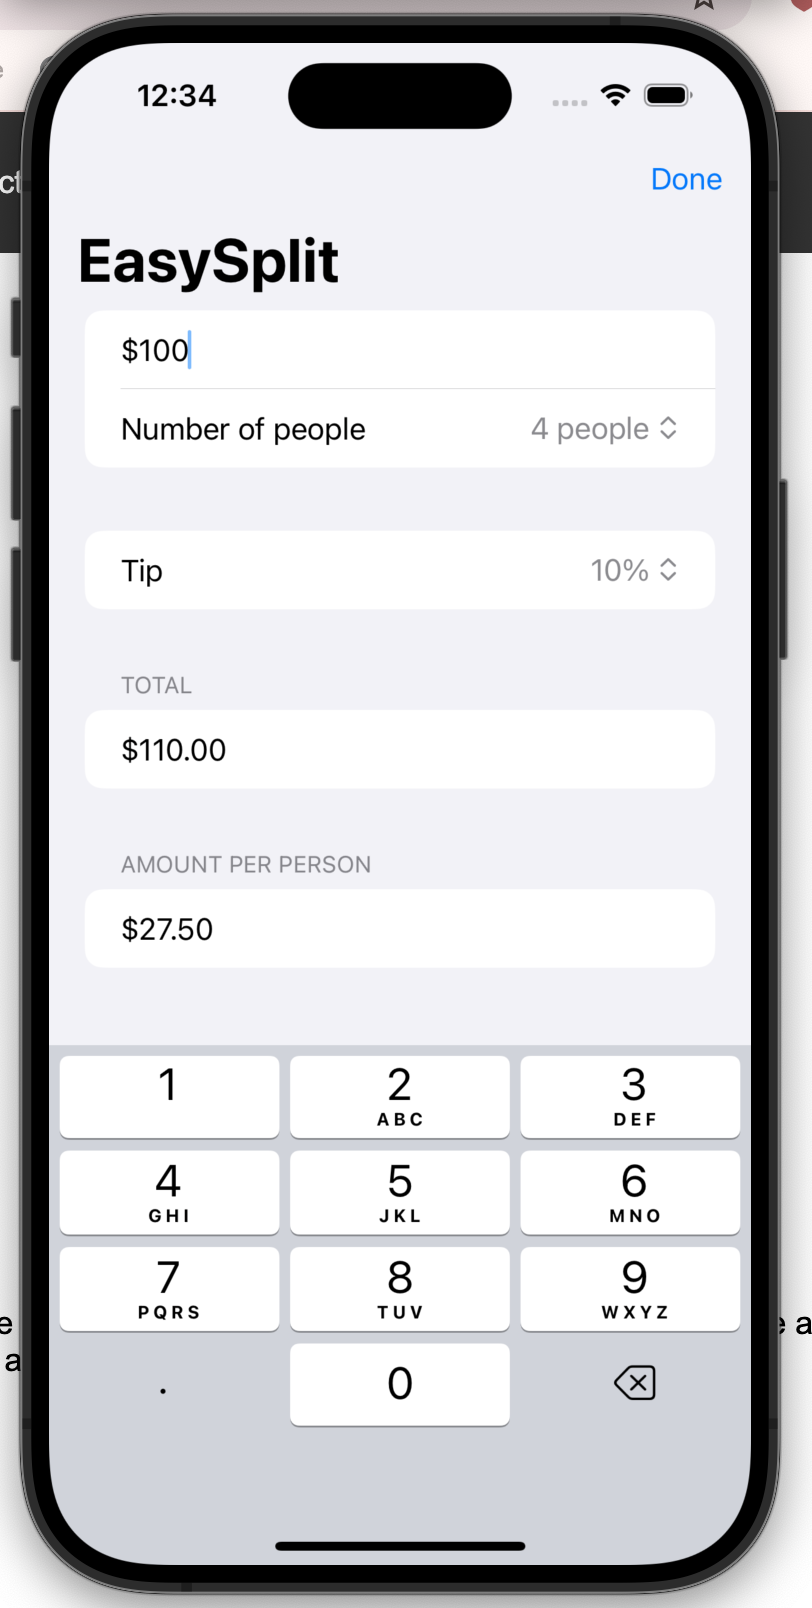 12:34
Done
EasySplit
$100
Number of people 4 people
Tip 10%
TOTAL
$110.00
AMOUNT PER PERSON
$27.50
1 2 3
ABC DEF
4 5 6
GHI JKL MNO
7 8 9
PQRS TUV WXYZ
. 0